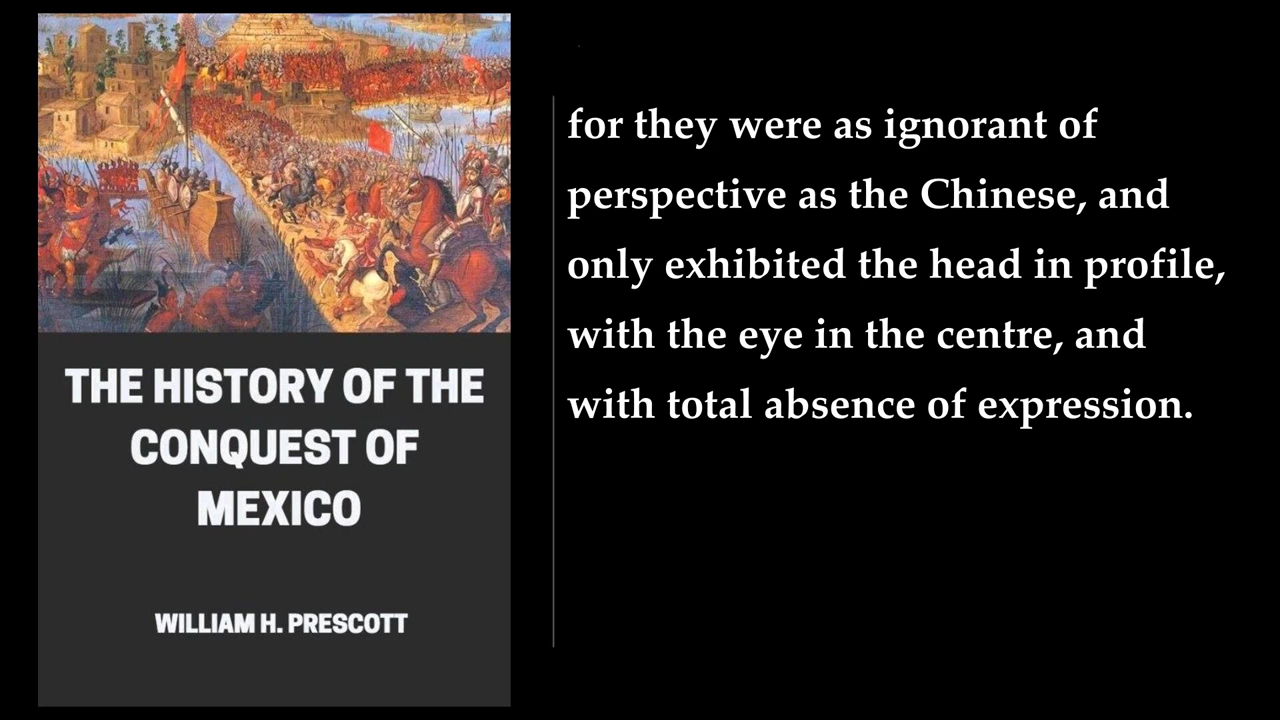 THE HISTORY OF THE
CONQUEST OF
MEXICO
WILLIAM H. PRESCOTT
for they were as ignorant of
perspective as the Chinese, and
only exhibited the head in profile,
with the eye in the centre, and
with total absence of expression.